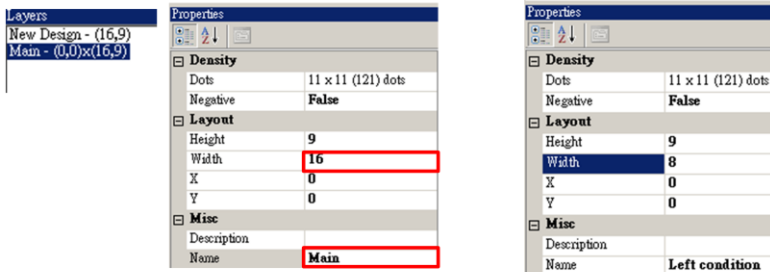 Layers
New Design - (16,9)
Main - (0,0)x(16,9)
Properties
Density
Dots 11 x 11 (121) dots
Negative False
Layout
Height 9
Width 16
X 0
Y 0
Misc
Description
Name Main
Properties
Density
Dots 11 x 11 (121) dots
Negative False
Layout
Height 9
Width 8
X 0
Y 0
Misc
Description
Name Left condition